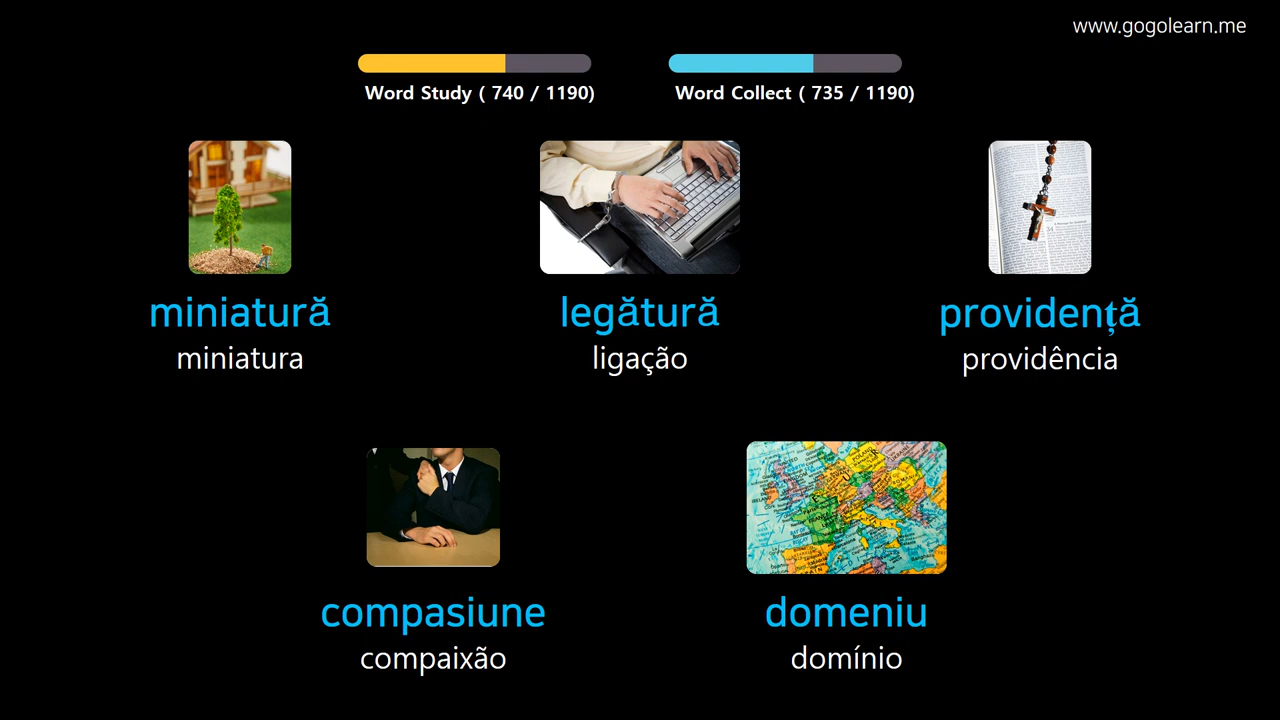 www.gogolearn.me
Word Study ( 740 / 1190)
Word Collect ( 735 / 1190)
miniatură
miniatura
legătură
ligação
providență
providência
compasiune
compaixão
domeniu
domínio